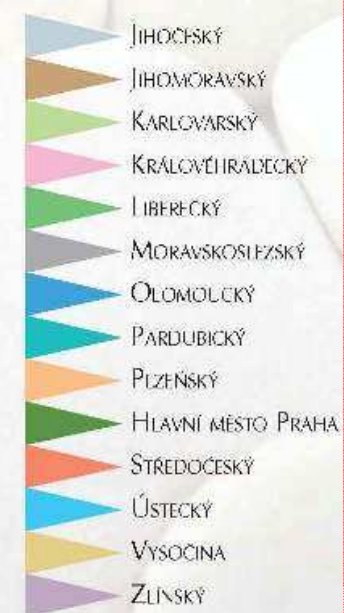 Jihočeský
Jihomoravský
Karlovarský
Královéhradecký
Liberecký
Moravskoslezský
Olomoucký
Pardubický
Plzeňský
Hlavní město Praha
Středočeský
Ústecký
Vysočina
Zlínský